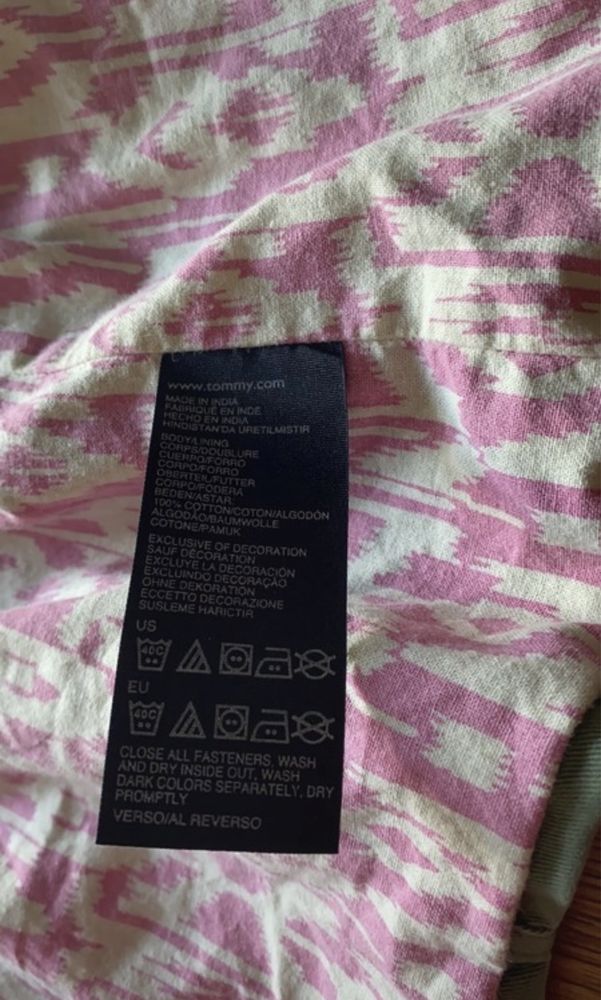 www.tommy.com
MADE IN INDIA
FABRIQUÉ EN INDE
HECHO EN INDIA
HINDISTAN'DA ÜRETILMISTIR
BODY/LINING
CORPS/DOUBLURE
CUERPO/FORRO
CORPO/FORRO
OBERTEIL/FUTTER
CORPO/FODERA
BEDEN/ASTAR
100% COTTON/COTON/ALGODÓN
ALGODÃO/BAUMWOLLE
COTONE/PAMUK
EXCLUSIVE OF DECORATION
SAUF DÉCORATION
EXCLUYE LA DECORACIÓN
EXCLUINDO DECORAÇÃO
OHNE DEKORATION
ECCETTO DECORAZIONE
SUSLEME HARICTIR
US
40C
EU
40C
CLOSE ALL FASTENERS, WASH
AND DRY INSIDE OUT, WASH
DARK COLORS SEPARATELY, DRY
PROMPTLY
VERSO/AL REVERSO